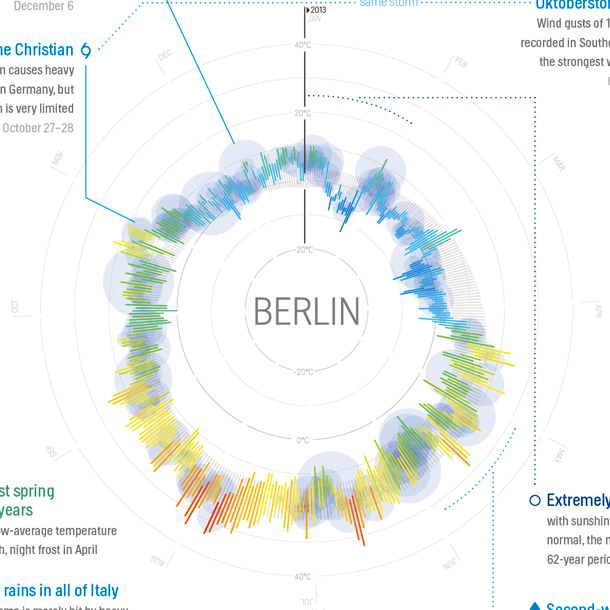 December 6
same storm
Oktobersto
2013
JAN
Wind gusts of 1
recorded in Southe
the strongest w
he Christian
m causes heavy
n Germany, but
n is very limited
October 27–28
DEC
40°C
FEB
20°C
NOV
MAR
-20°C
BERLIN
OCT
APR
-20°C
0°C
SEP
MAY
st spring
years
ow-average temperature
h, night frost in April
Extremely
with sunshin
normal, the m
62-year perio
AUG
JUN
40°C
JUL
rains in all of Italy
Second-w